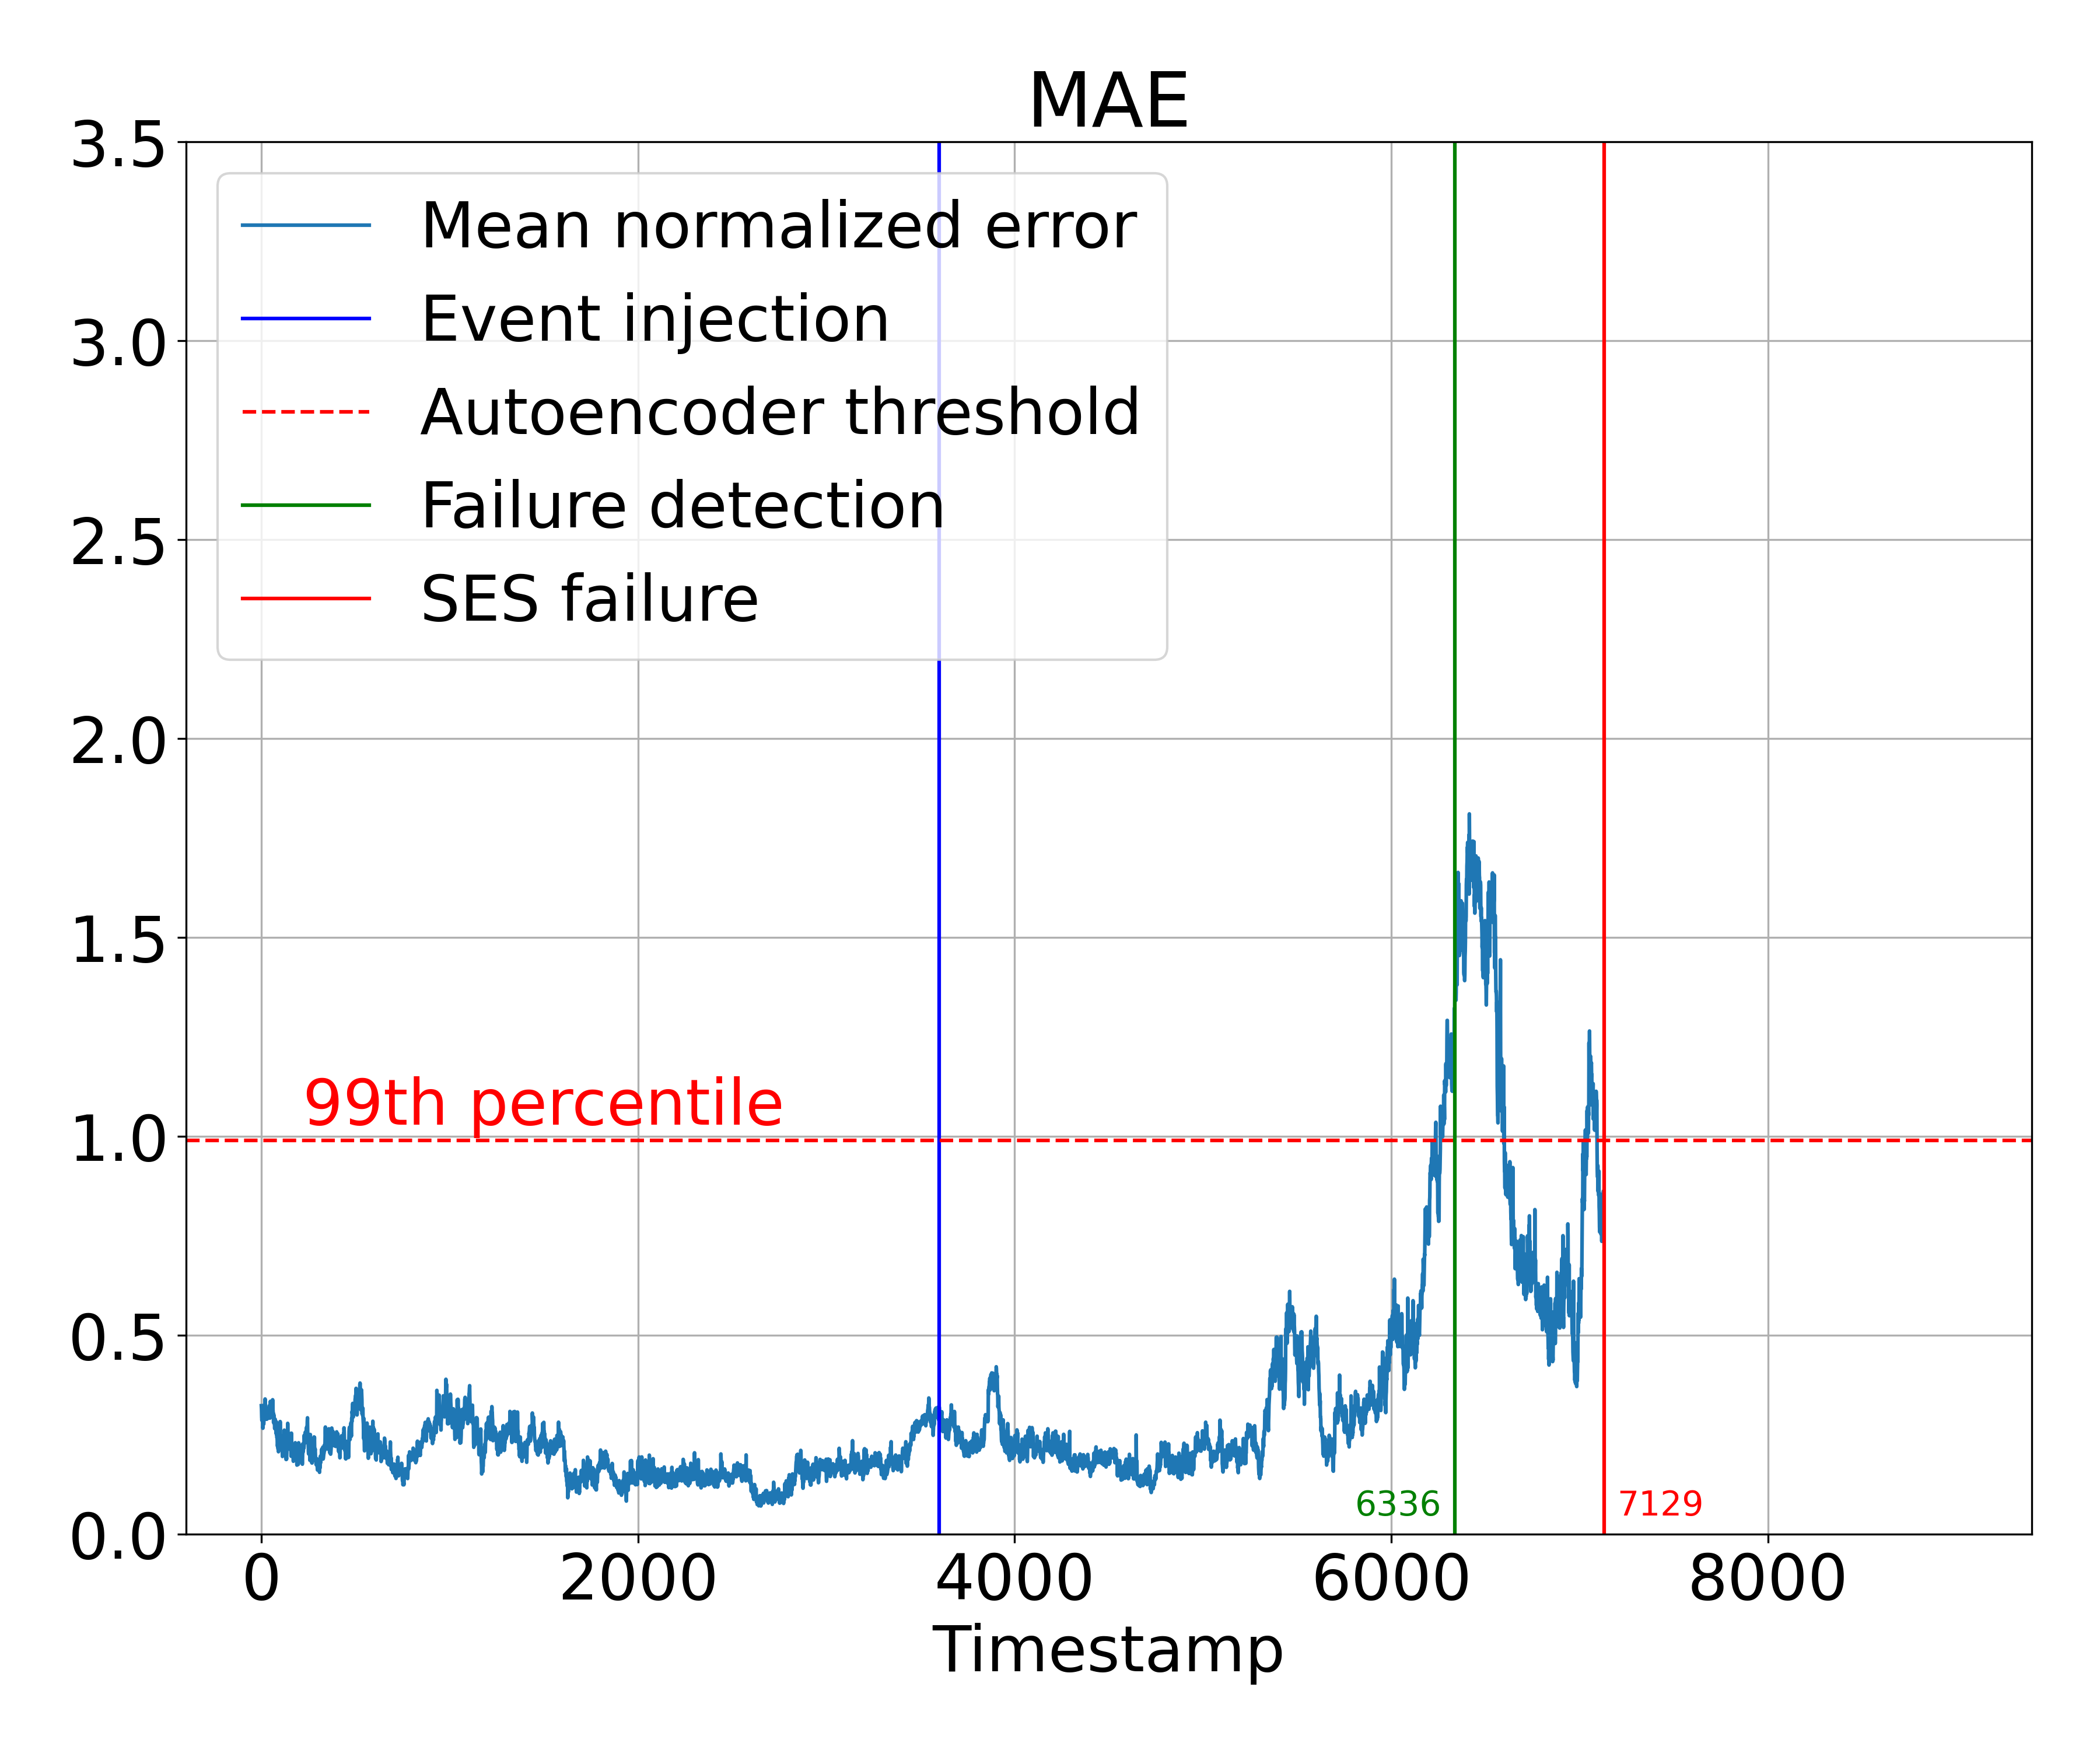 MAE
3.5
3.0
2.5
2.0
1.5
1.0
0.5
0.0
Mean normalized error
Event injection
Autoencoder threshold
Failure detection
SES failure
99th percentile
6336
7129
0
2000
4000
6000
8000
Timestamp